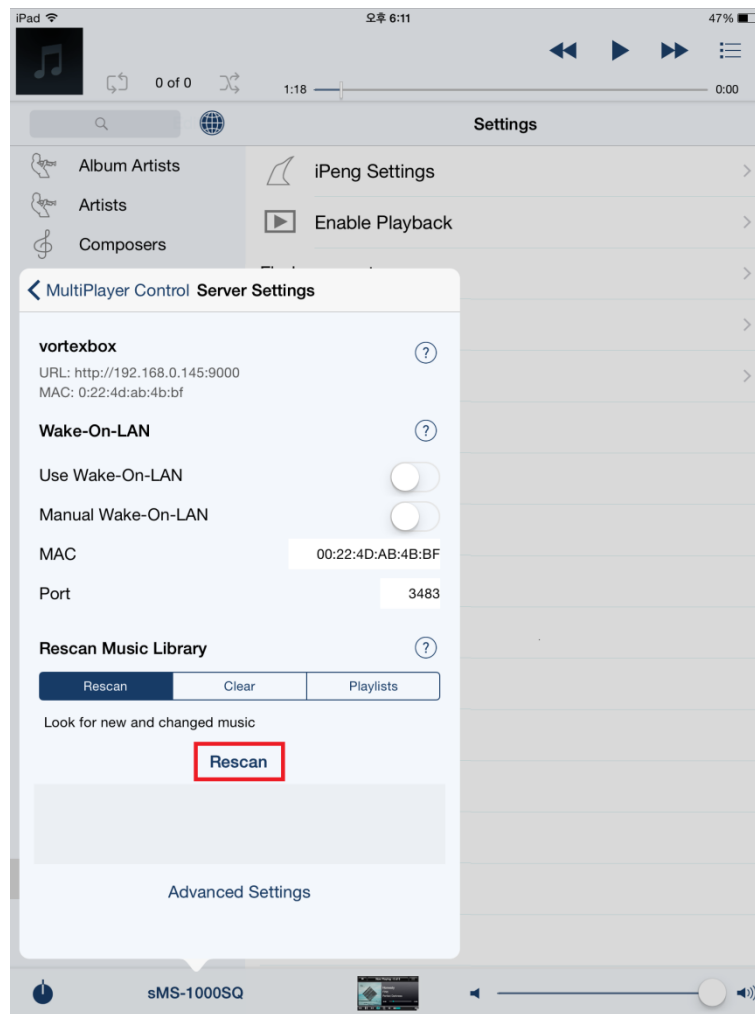 iPad 오후 6:11 47%
0 of 0 1:18 0:00
Settings
Album Artists
Artists
Composers
iPeng Settings
Enable Playback
MultiPlayer Control Server Settings
vortexbox
URL: http://192.168.0.145:9000
MAC: 0:22:4d:ab:4b:bf
Wake-On-LAN
Use Wake-On-LAN
Manual Wake-On-LAN
MAC 00:22:4D:AB:4B:BF
Port 3483
Rescan Music Library
Rescan Clear Playlists
Look for new and changed music
Rescan
Advanced Settings
sMS-1000SQ